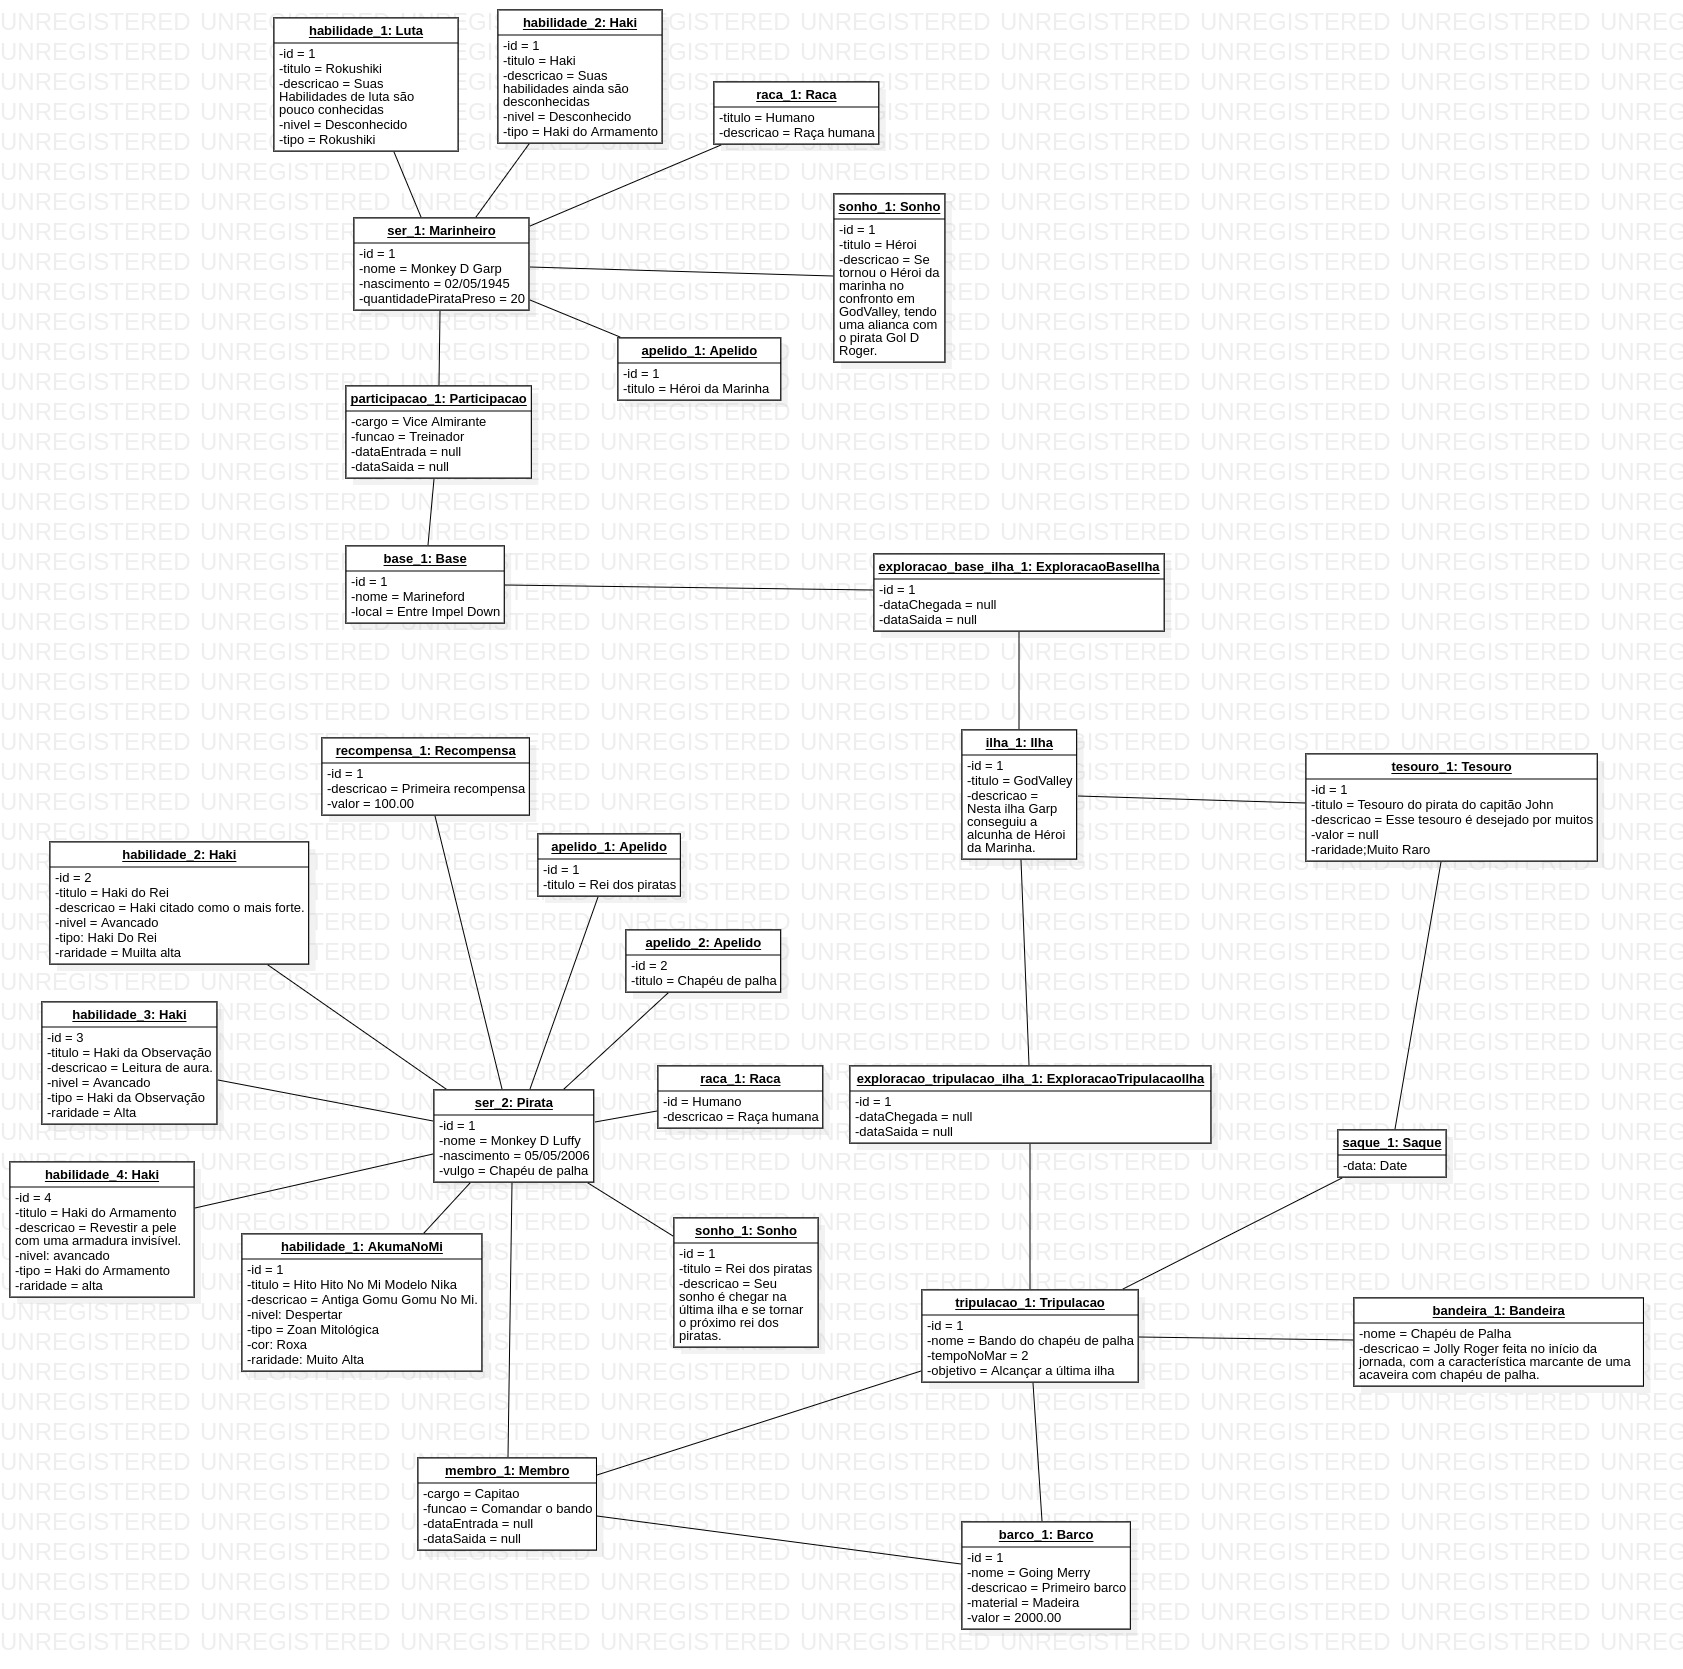 habilidade_1: Luta
-id = 1
-titulo = Rokushiki
-descricao = Suas
Habilidades de luta são
pouco conhecidas
-nivel = Desconhecido
-tipo = Rokushiki
habilidade_2: Haki
-id = 1
-titulo = Haki
-descricao = Suas
habilidades ainda são
desconhecidas
-nivel = Desconhecido
-tipo = Haki do Armamento
raca_1: Raca
-titulo = Humano
-descricao = Raça humana
ser_1: Marinheiro
-id = 1
-nome = Monkey D Garp
-nascimento = 02/05/1945
-quantidadePirataPreso = 20
sonho_1: Sonho
-id = 1
-titulo = Héroi
-descricao = Se
tornou o Héroi da
marinha no
confronto em
GodValley, tendo
uma alianca com
o pirata Gol D
Roger.
apelido_1: Apelido
-id = 1
-titulo = Héroi da Marinha
participacao_1: Participacao
-cargo = Vice Almirante
-funcao = Treinador
-dataEntrada = null
-dataSaida = null
base_1: Base
-id = 1
-nome = Marineford
-local = Entre Impel Down
exploracao_base_ilha_1: ExploracaoBaseIlha
-id = 1
-dataChegada = null
-dataSaida = null
recompensa_1: Recompensa
-id = 1
-descricao = Primeira recompensa
-valor = 100.00
ilha_1: Ilha
-id = 1
-titulo = GodValley
-descricao =
Nesta ilha Garp
conseguiu a
alcunha de Héroi
da Marinha.
tesouro_1: Tesouro
-id = 1
-titulo = Tesouro do pirata do capitão John
-descricao = Esse tesouro é desejado por muitos
-valor = null
-raridade;Muito Raro
habilidade_2: Haki
-id = 2
-titulo = Haki do Rei
-descricao = Haki citado como o mais forte.
-nivel = Avancado
-tipo: Haki Do Rei
-raridade = Muilta alta
apelido_1: Apelido
-id = 1
-titulo = Rei dos piratas
apelido_2: Apelido
-id = 2
-titulo = Chapéu de palha
habilidade_3: Haki
-id = 3
-titulo = Haki da Observação
-descricao = Leitura de aura.
-nivel = Avancado
-tipo = Haki da Observação
-raridade = Alta
ser_2: Pirata
-id = 1
-nome = Monkey D Luffy
-nascimento = 05/05/2006
-vulgo = Chapéu de palha
raca_1: Raca
-id = Humano
-descricao = Raça humana
exploracao_tripulacao_ilha_1: ExploracaoTripulacaoIlha
-id = 1
-dataChegada = null
-dataSaida = null
saque_1: Saque
-data: Date
habilidade_4: Haki
-id = 4
-titulo = Haki do Armamento
-descricao = Revestir a pele
com uma armadura invisível.
-nivel: avancado
-tipo = Haki do Armamento
-raridade = alta
habilidade_1: AkumaNoMi
-id = 1
-titulo = Hito Hito No Mi Modelo Nika
-descricao = Antiga Gomu Gomu No Mi.
-nivel: Despertar
-tipo = Zoan Mitológica
-cor: Roxa
-raridade: Muito Alta
sonho_1: Sonho
-id = 1
-titulo = Rei dos piratas
-descricao = Seu
sonho é chegar na
última ilha e se tornar
o próximo rei dos
piratas.
tripulacao_1: Tripulacao
-id = 1
-nome = Bando do chapéu de palha
-tempoNoMar = 2
-objetivo = Alcançar a última ilha
bandeira_1: Bandeira
-nome = Chapéu de Palha
-descricao = Jolly Roger feita no início da
jornada, com a característica marcante de uma
acaveira com chapéu de palha.
membro_1: Membro
-cargo = Capitao
-funcao = Comandar o bando
-dataEntrada = null
-dataSaida = null
barco_1: Barco
-id = 1
-nome = Going Merry
-descricao = Primeiro barco
-material = Madeira
-valor = 2000.00